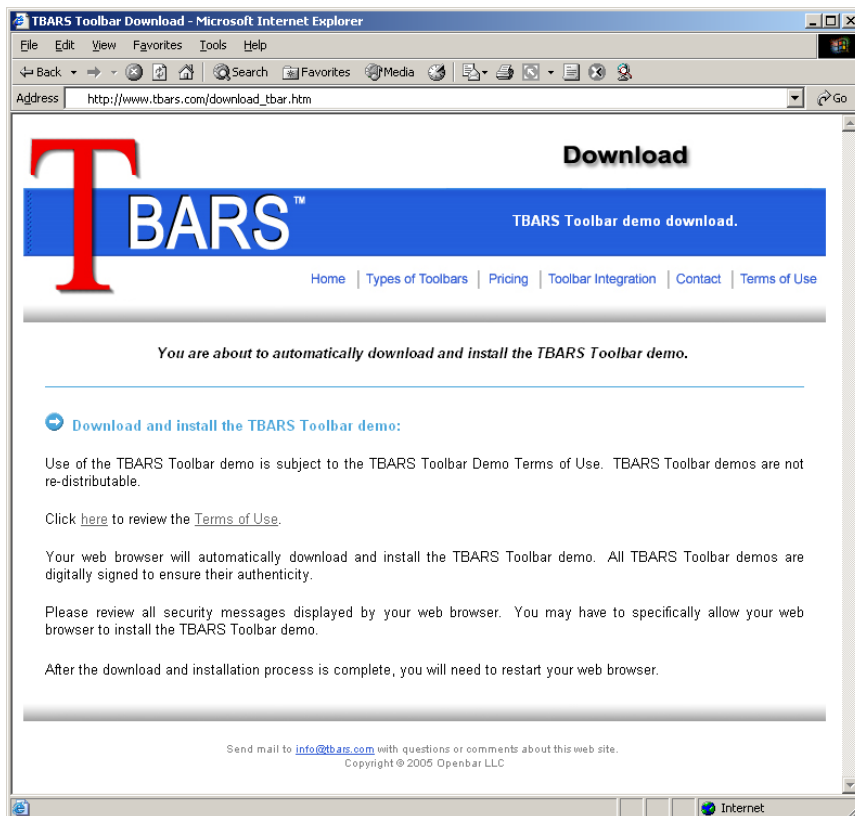 TBARS Toolbar Download - Microsoft Internet Explorer
File Edit View Favorites Tools Help
Back Search Favorites Media
Address http://www.tbars.com/download_tbar.htm Go
Download
TBARS™
TBARS Toolbar demo download.
Home | Types of Toolbars | Pricing | Toolbar Integration | Contact | Terms of Use
You are about to automatically download and install the TBARS Toolbar demo.
Download and install the TBARS Toolbar demo:
Use of the TBARS Toolbar demo is subject to the TBARS Toolbar Demo Terms of Use. TBARS Toolbar demos are not
re-distributable.
Click here to review the Terms of Use.
Your web browser will automatically download and install the TBARS Toolbar demo. All TBARS Toolbar demos are
digitally signed to ensure their authenticity.
Please review all security messages displayed by your web browser. You may have to specifically allow your web
browser to install the TBARS Toolbar demo.
After the download and installation process is complete, you will need to restart your web browser.
Send mail to info@tbars.com with questions or comments about this web site.
Copyright © 2005 Openbar LLC
Internet